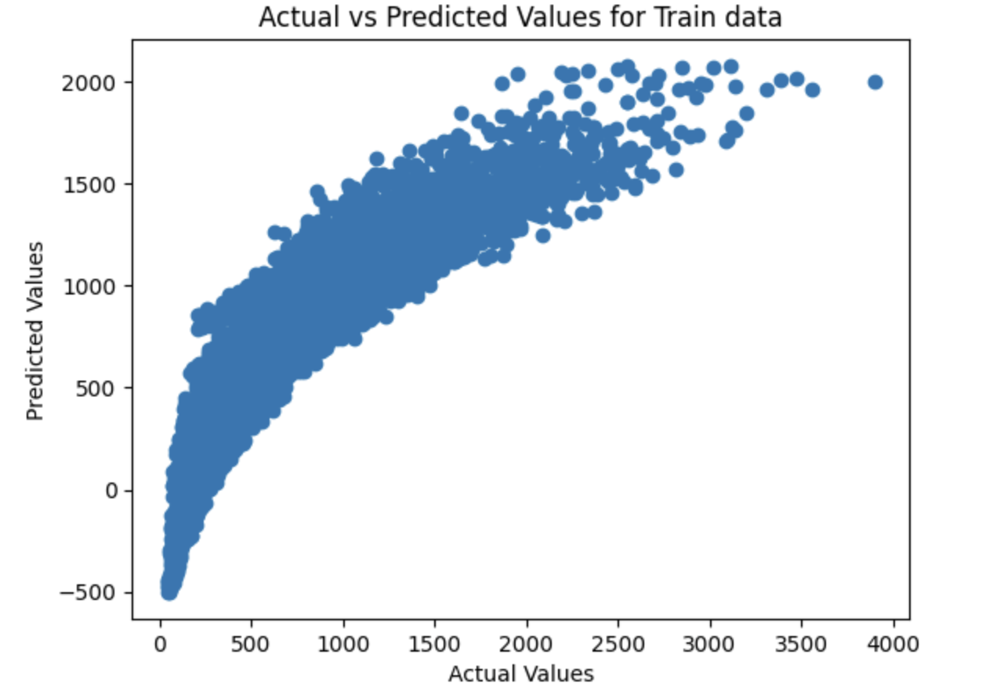 Actual vs Predicted Values for Train data
2000
1500
1000
500
0
−500
Predicted Values
0 500 1000 1500 2000 2500 3000 3500 4000
Actual Values